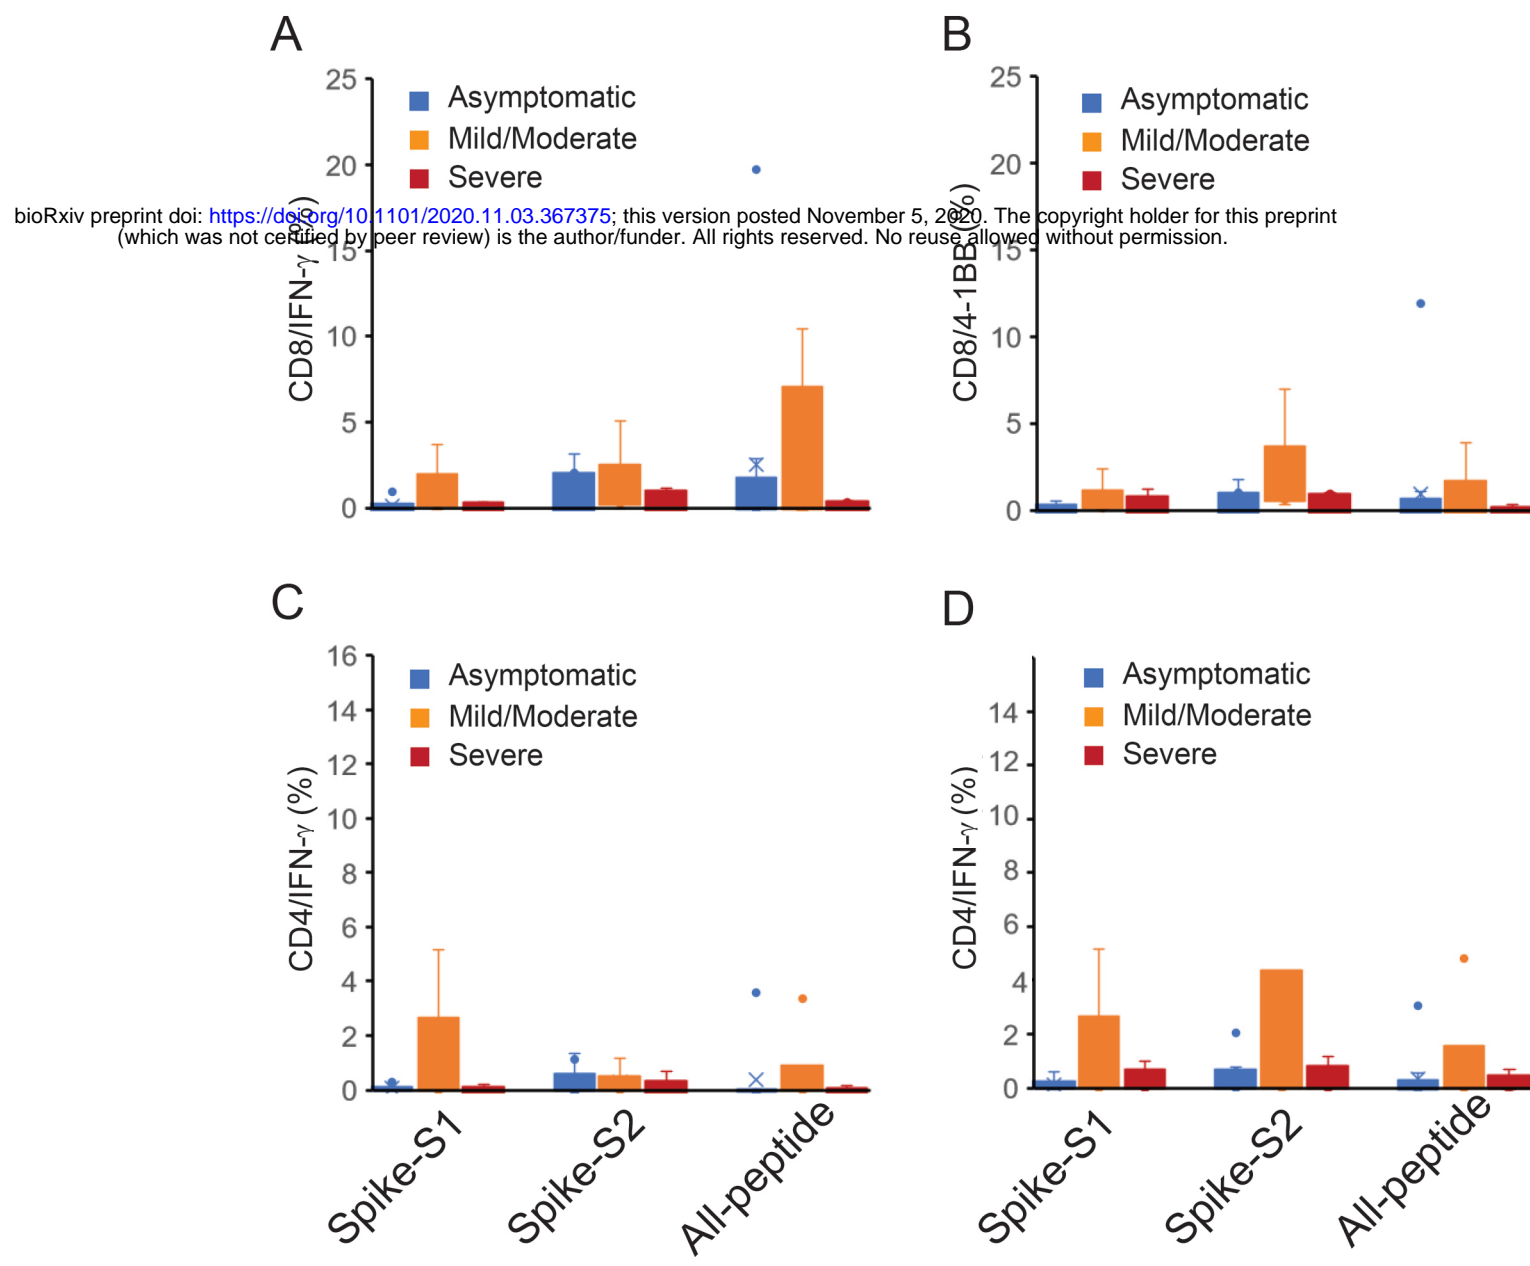 A
25
20
15
10
5
0
CD8/IFN-γ (%)
Asymptomatic
Mild/Moderate
Severe
B
25
20
15
10
5
0
CD8/4-1BB (%)
Asymptomatic
Mild/Moderate
Severe
bioRxiv preprint doi: https://doi.org/10.1101/2020.11.03.367375; this version posted November 5, 2020. The copyright holder for this preprint
(which was not certified by peer review) is the author/funder. All rights reserved. No reuse allowed without permission.
C
16
14
12
10
8
6
4
2
0
CD4/IFN-γ (%)
Asymptomatic
Mild/Moderate
Severe
Spike-S1
Spike-S2
All-peptide
D
14
12
10
8
6
4
2
0
CD4/IFN-γ (%)
Asymptomatic
Mild/Moderate
Severe
Spike-S1
Spike-S2
All-peptide